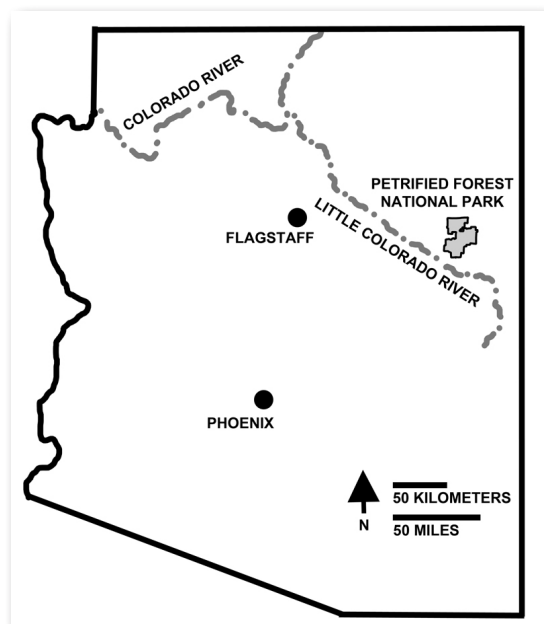 COLORADO RIVER
PETRIFIED FOREST
NATIONAL PARK
LITTLE COLORADO RIVER
FLAGSTAFF
PHOENIX
50 KILOMETERS
N
50 MILES